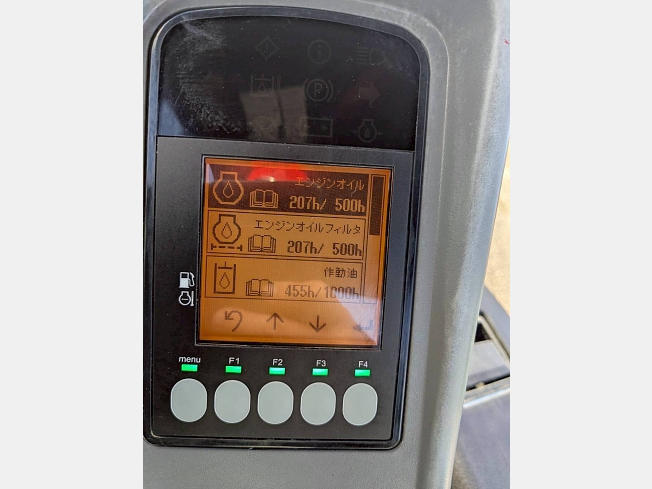 エンジンオイル
207h/ 500h
エンジンオイルフィルタ
207h/ 500h
作動油
455h/1000h
menu F1 F2 F3 F4